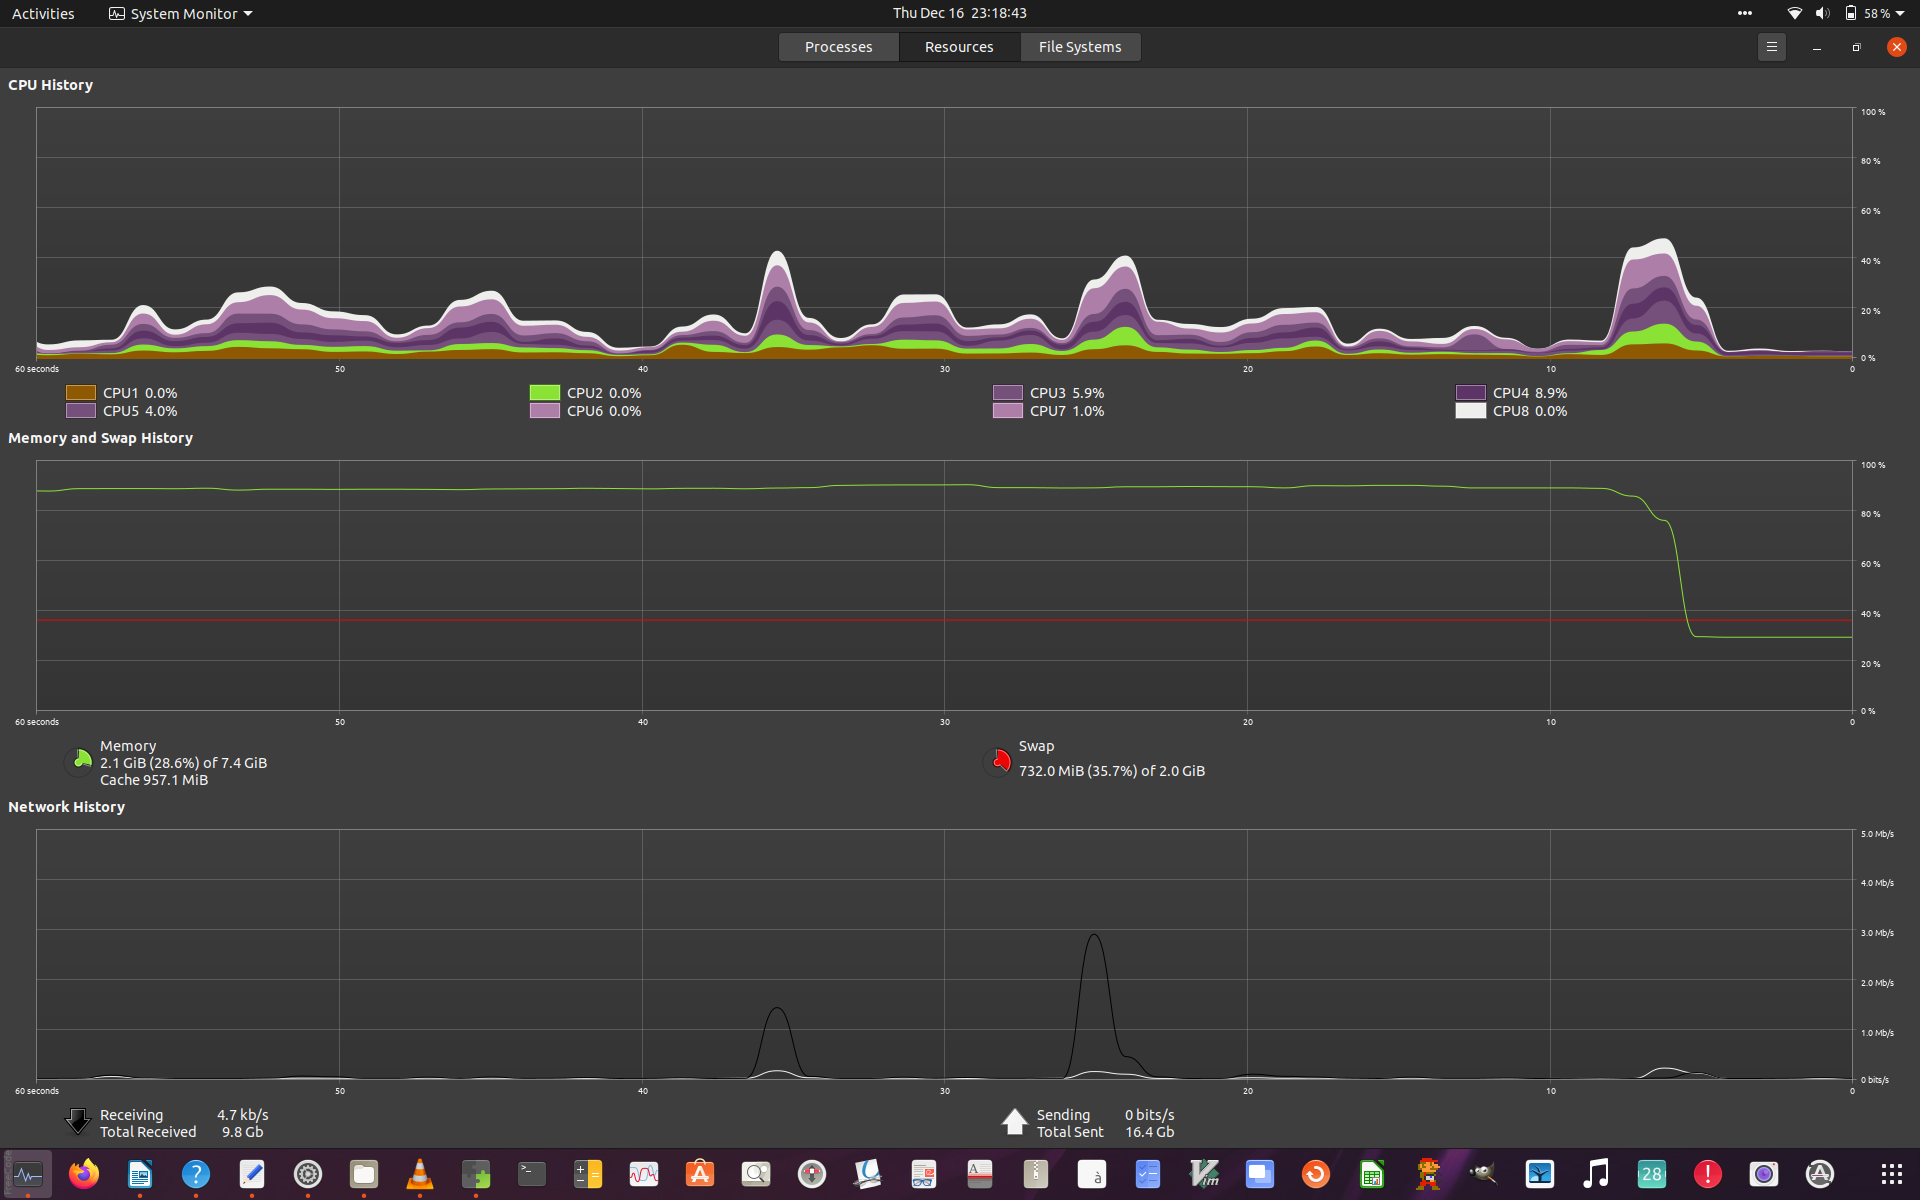 Activities System Monitor Thu Dec 16 23:18:43 58 %
Processes Resources File Systems
CPU History
100 %
80 %
60 %
40 %
20 %
0 %
60 seconds 50 40 30 20 10 0
CPU1 0.0% CPU2 0.0% CPU3 5.9% CPU4 8.9%
CPU5 4.0% CPU6 0.0% CPU7 1.0% CPU8 0.0%
Memory and Swap History
100 %
80 %
60 %
40 %
20 %
0 %
60 seconds 50 40 30 20 10 0
Memory
2.1 GiB (28.6%) of 7.4 GiB
Cache 957.1 MiB
Swap
732.0 MiB (35.7%) of 2.0 GiB
Network History
5.0 Mb/s
4.0 Mb/s
3.0 Mb/s
2.0 Mb/s
1.0 Mb/s
0 bits/s
60 seconds 50 40 30 20 10 0
Receiving 4.7 kb/s Sending 0 bits/s
Total Received 9.8 Gb Total Sent 16.4 Gb
28